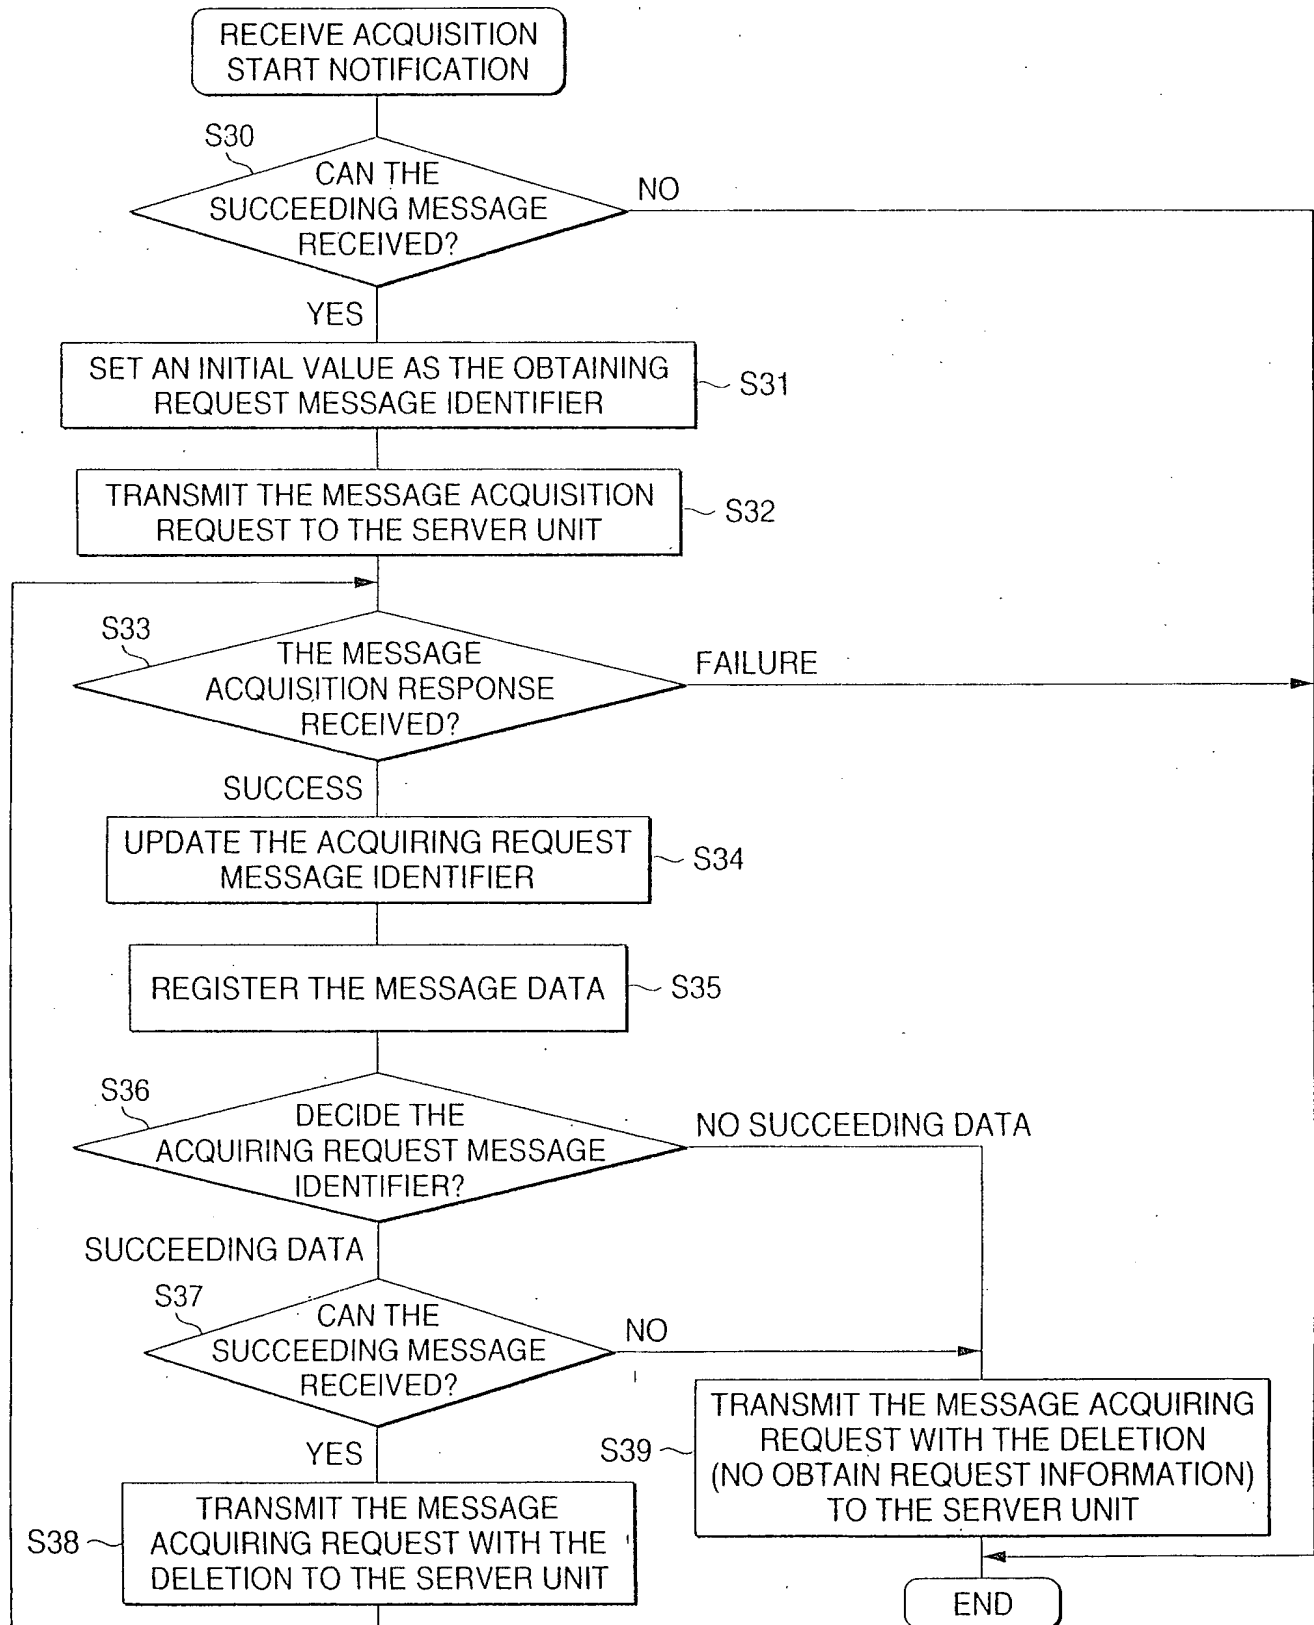 RECEIVE ACQUISITION
START NOTIFICATION
S30
CAN THE
SUCCEEDING MESSAGE
RECEIVED?
NO
YES
SET AN INITIAL VALUE AS THE OBTAINING
REQUEST MESSAGE IDENTIFIER
S31
TRANSMIT THE MESSAGE ACQUISITION
REQUEST TO THE SERVER UNIT
S32
S33
THE MESSAGE
ACQUISITION RESPONSE
RECEIVED?
FAILURE
SUCCESS
UPDATE THE ACQUIRING REQUEST
MESSAGE IDENTIFIER
S34
REGISTER THE MESSAGE DATA
S35
S36
DECIDE THE
ACQUIRING REQUEST MESSAGE
IDENTIFIER?
NO SUCCEEDING DATA
SUCCEEDING DATA
S37
CAN THE
SUCCEEDING MESSAGE
RECEIVED?
NO
YES
S38
TRANSMIT THE MESSAGE
ACQUIRING REQUEST WITH THE
DELETION TO THE SERVER UNIT
S39
TRANSMIT THE MESSAGE ACQUIRING
REQUEST WITH THE DELETION
(NO OBTAIN REQUEST INFORMATION)
TO THE SERVER UNIT
END